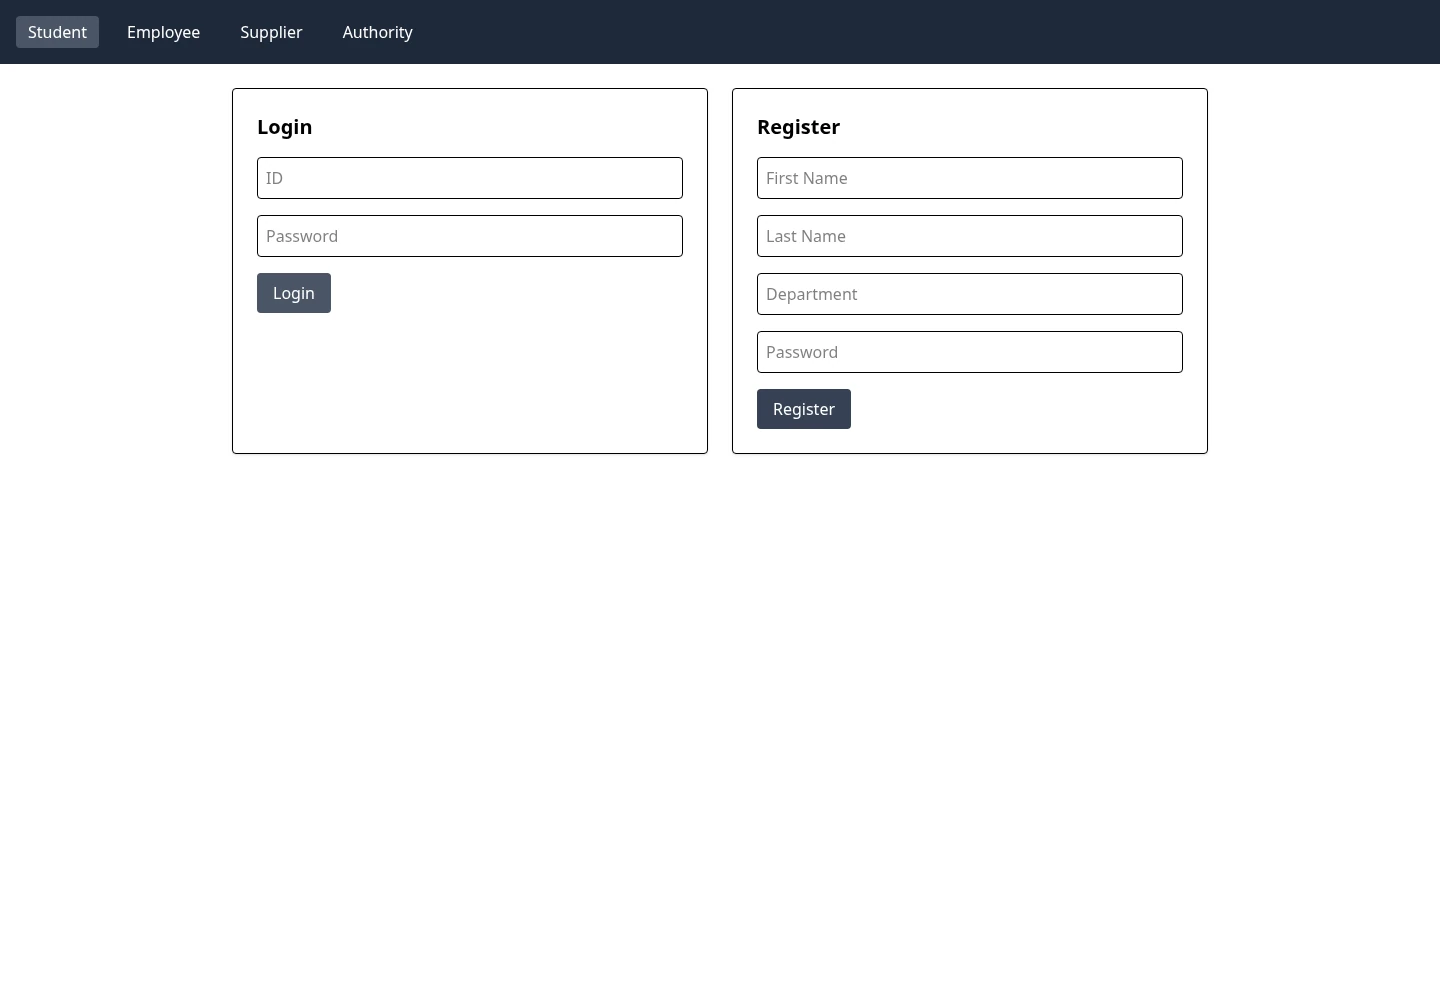 Student Employee Supplier Authority
Login
ID
Password
Login
Register
First Name
Last Name
Department
Password
Register